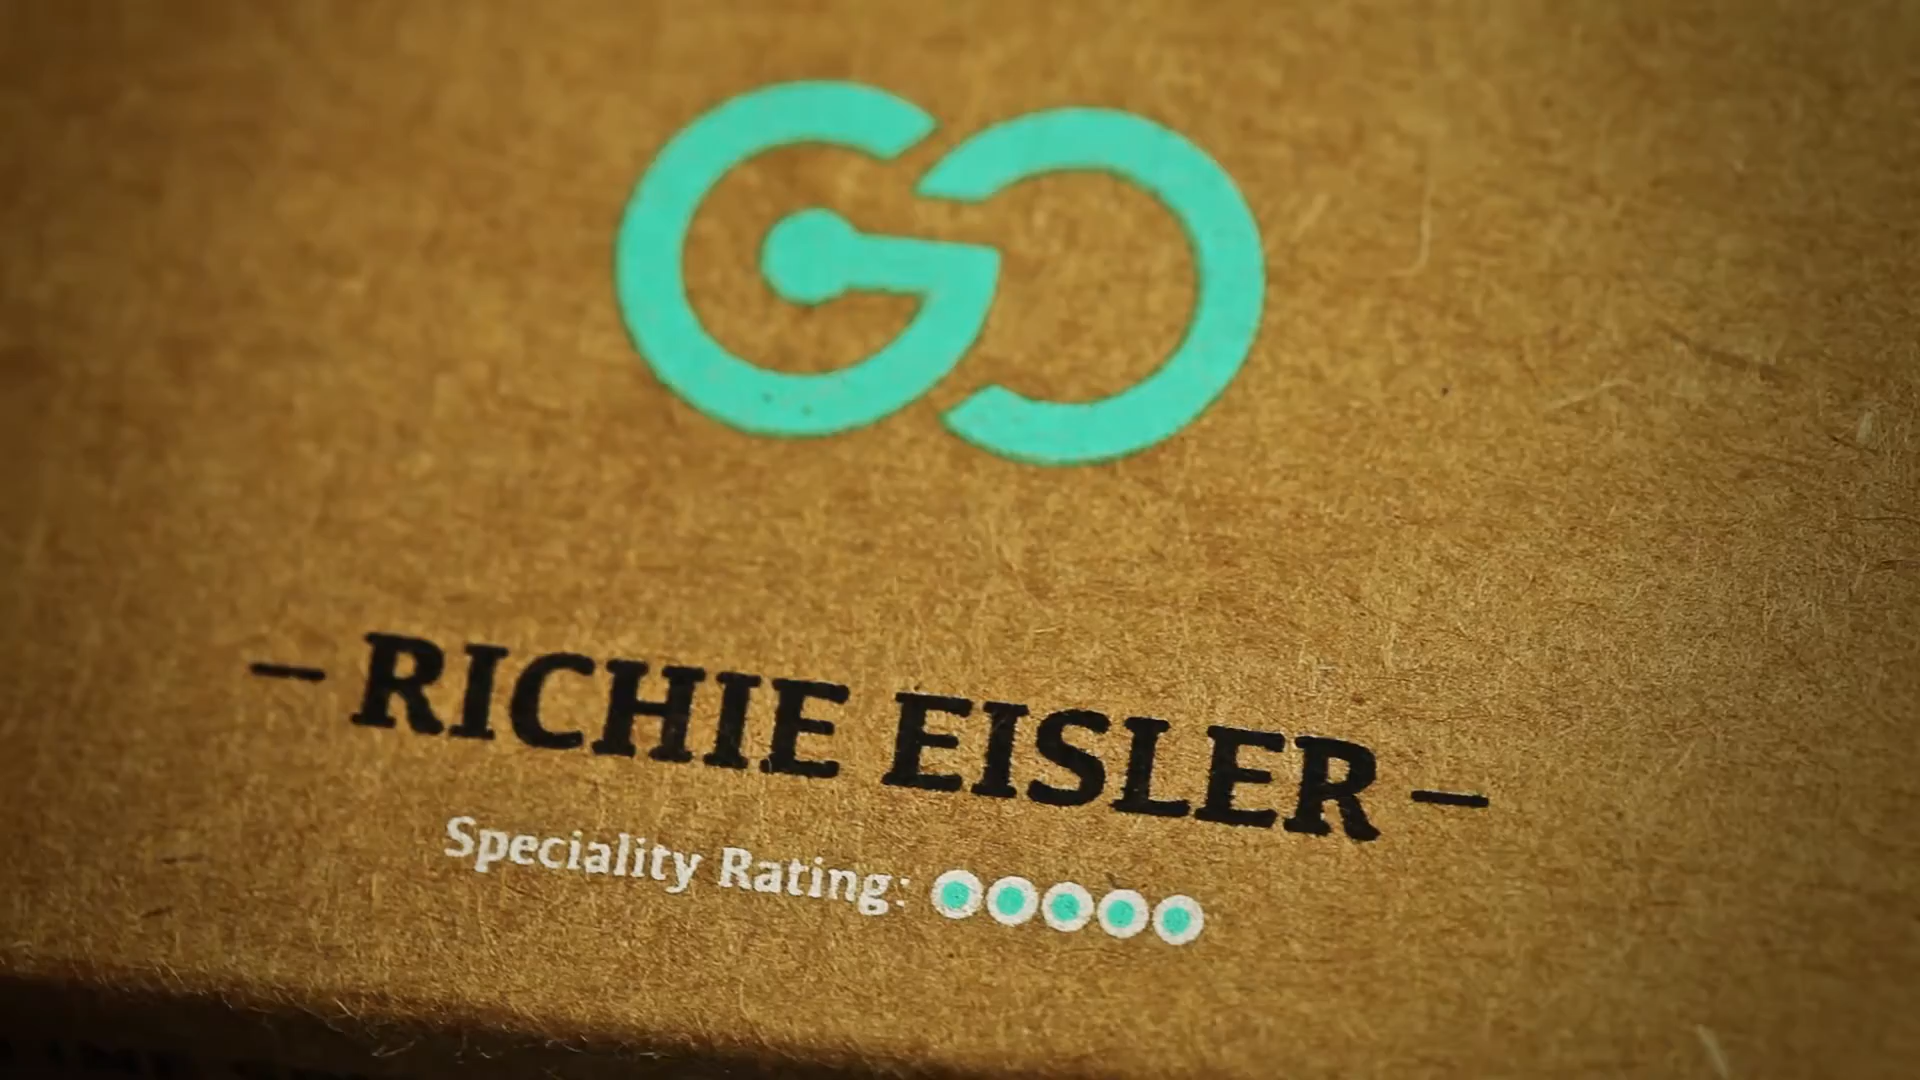 GO
– RICHIE EISLER –
Speciality Rating: